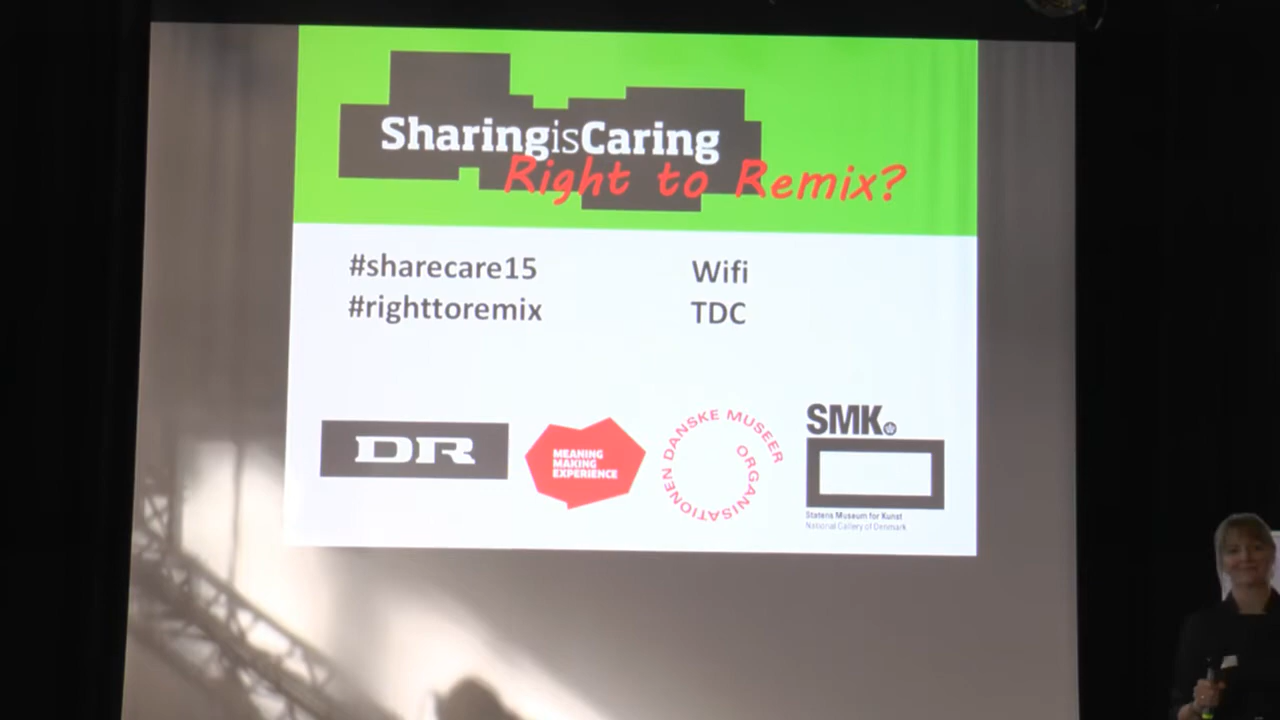 SharingisCaring
Right to Remix?
#sharecare15
#righttoremix
Wifi
TDC
DR
MEANING
MAKING
EXPERIENCE
ORGANISATIONEN DANSKE MUSEER
SMK
Statens Museum for Kunst
National Gallery of Denmark